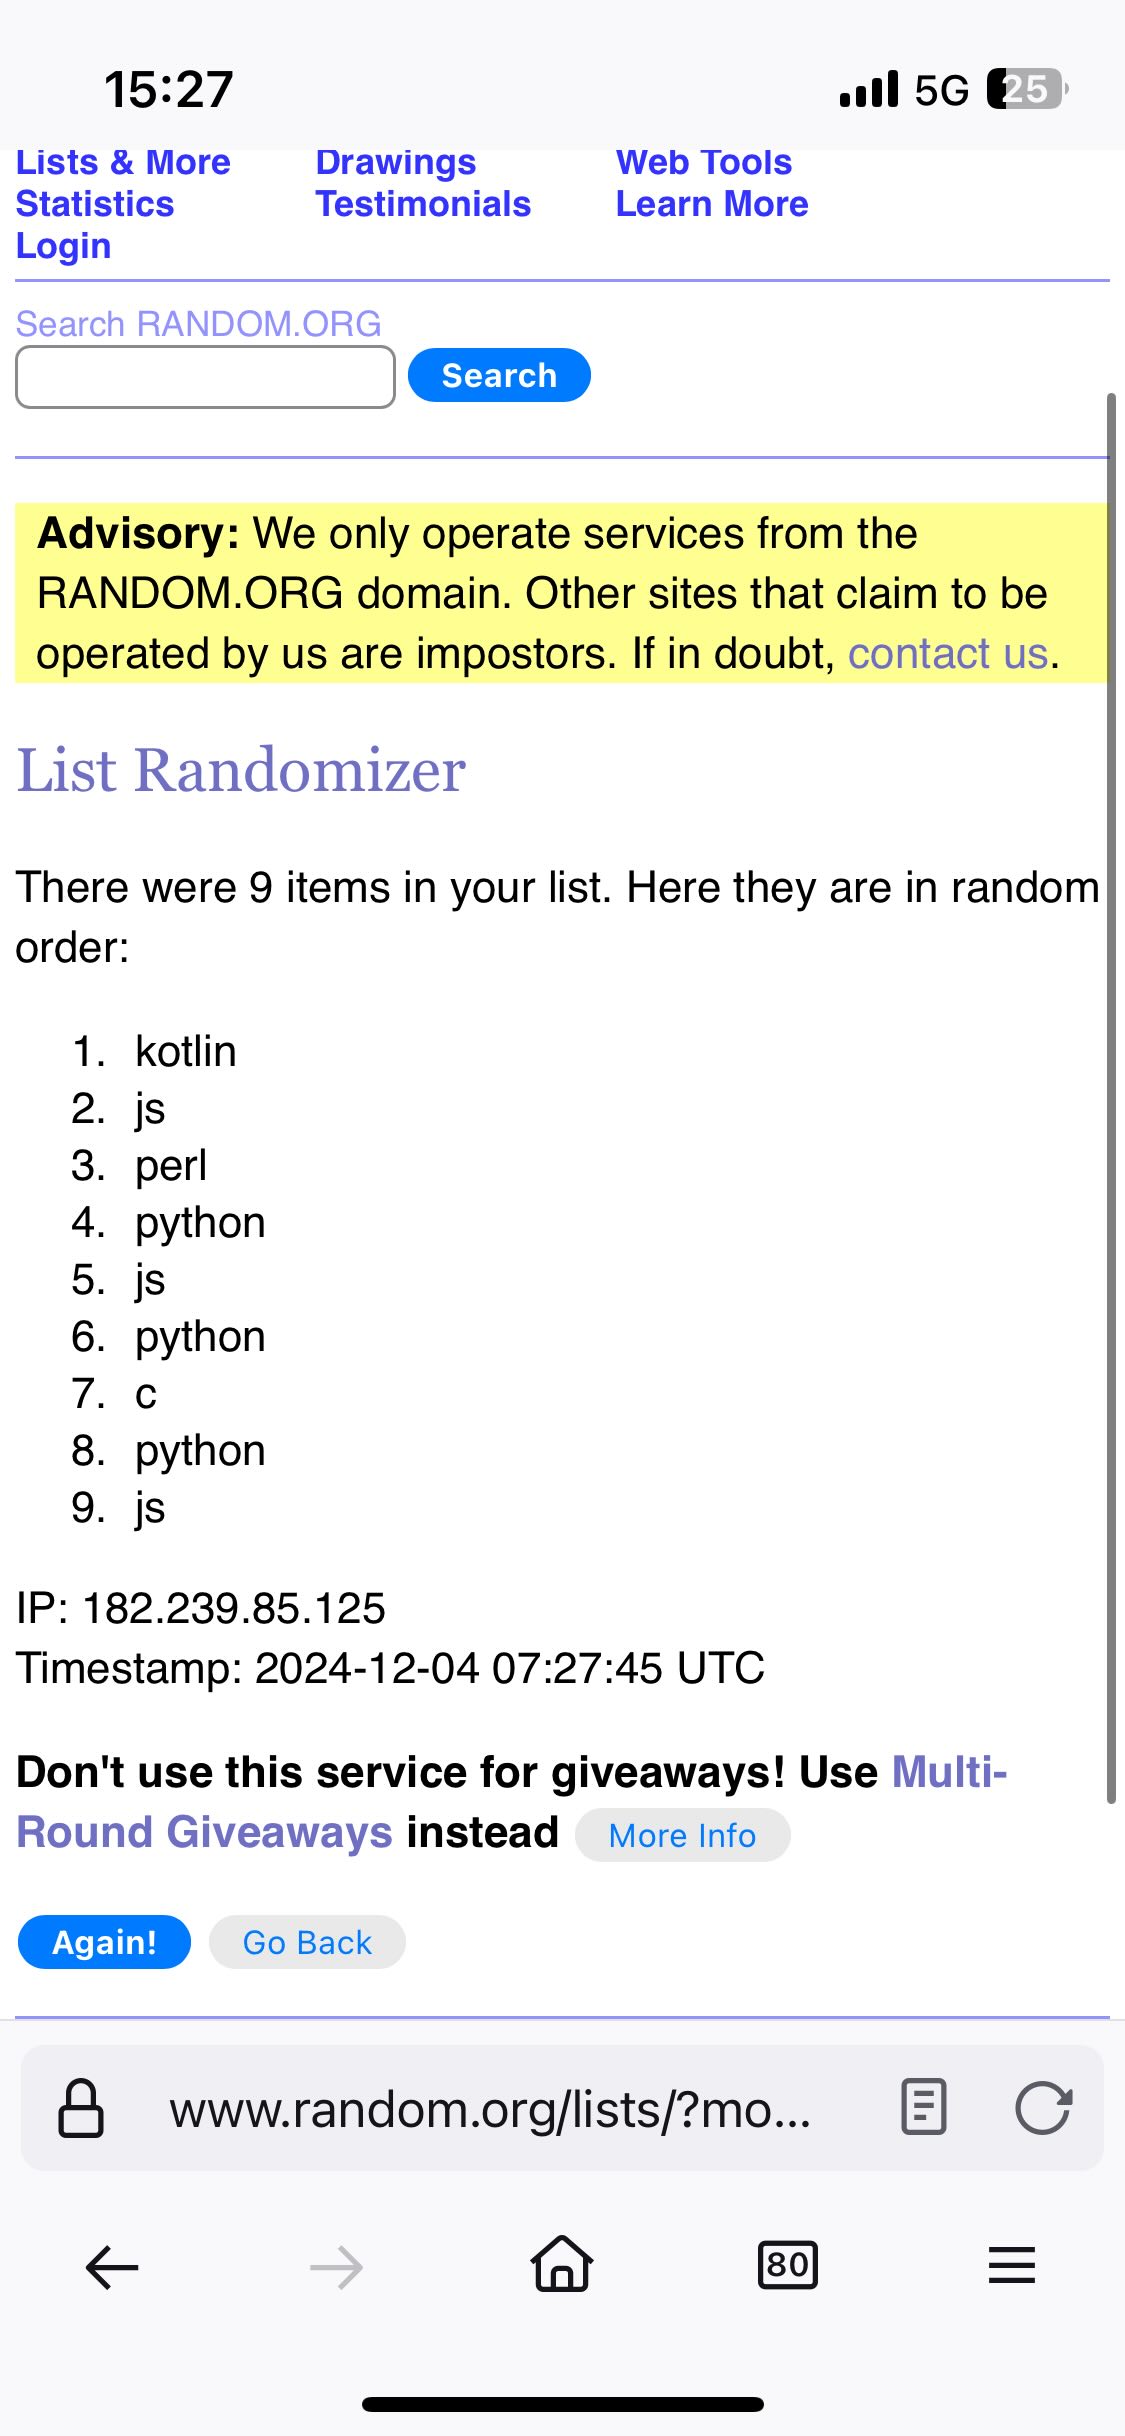 15:27 5G 25
Lists & More Drawings Web Tools
Statistics Testimonials Learn More
Login
Search RANDOM.ORG
Search
Advisory: We only operate services from the
RANDOM.ORG domain. Other sites that claim to be
operated by us are impostors. If in doubt, contact us.
List Randomizer
There were 9 items in your list. Here they are in random
order:
1. kotlin
2. js
3. perl
4. python
5. js
6. python
7. c
8. python
9. js
IP: 182.239.85.125
Timestamp: 2024-12-04 07:27:45 UTC
Don't use this service for giveaways! Use Multi-
Round Giveaways instead More Info
Again! Go Back
www.random.org/lists/?mo...
80